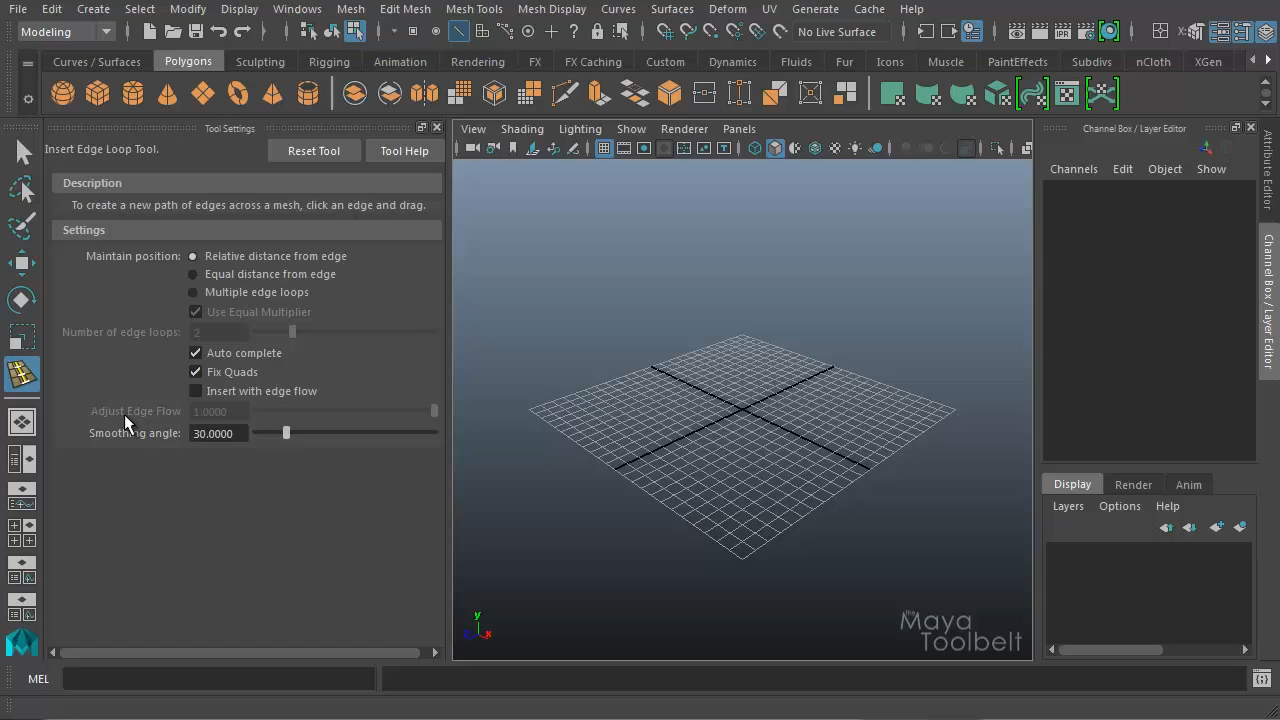 File Edit Create Select Modify Display Windows Mesh Edit Mesh Mesh Tools Mesh Display Curves Surfaces Deform UV Generate Cache Help
Modeling No Live Surface
Curves / Surfaces Polygons Sculpting Rigging Animation Rendering FX FX Caching Custom Dynamics Fluids Fur Icons Muscle PaintEffects Subdivs nCloth XGen
Tool Settings
Insert Edge Loop Tool. Reset Tool Tool Help
Description
To create a new path of edges across a mesh, click an edge and drag.
Settings
Maintain position: Relative distance from edge
Equal distance from edge
Multiple edge loops
Use Equal Multiplier
Number of edge loops: 2
Auto complete
Fix Quads
Insert with edge flow
Adjust Edge Flow 1.0000
Smoothing angle: 30.0000
View Shading Lighting Show Renderer Panels
y
z x
the
Maya
Toolbelt
Channel Box / Layer Editor
Channels Edit Object Show
Attribute Editor
Channel Box / Layer Editor
Display Render Anim
Layers Options Help
MEL